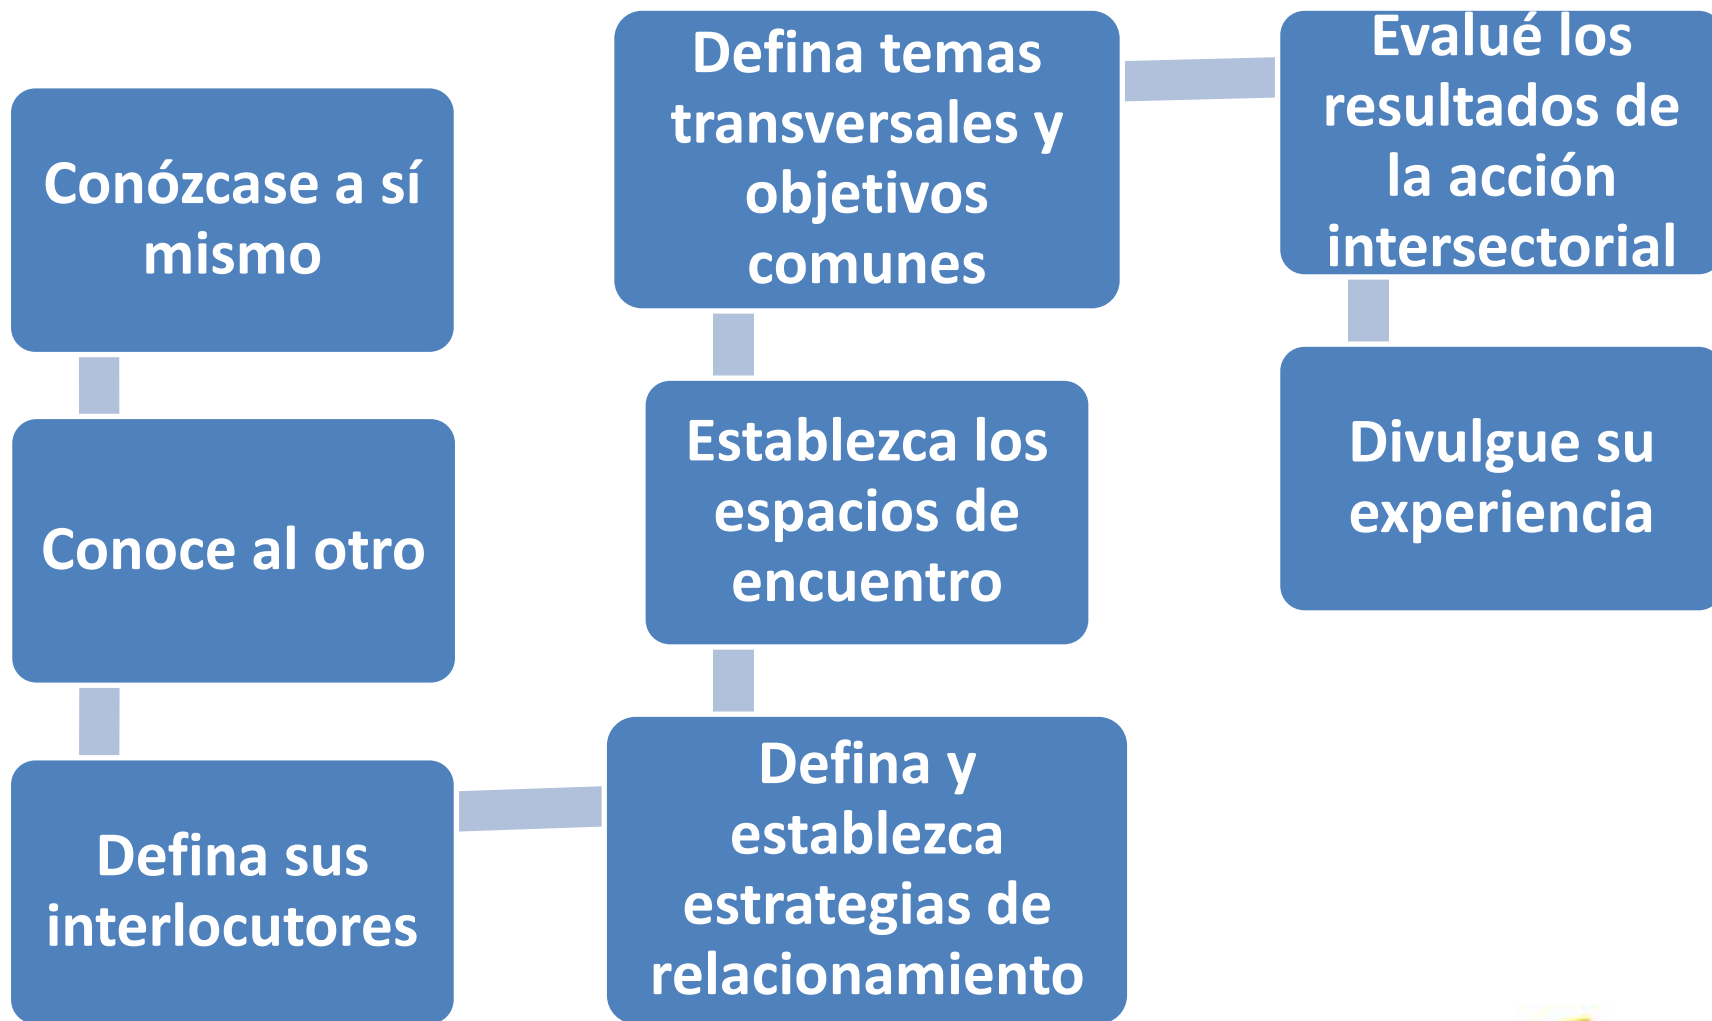 Conózcase a sí
mismo
Conoce al otro
Defina sus
interlocutores
Defina y
establezca
estrategias de
relacionamiento
Establezca los
espacios de
encuentro
Defina temas
transversales y
objetivos
comunes
Evalué los
resultados de
la acción
intersectorial
Divulgue su
experiencia